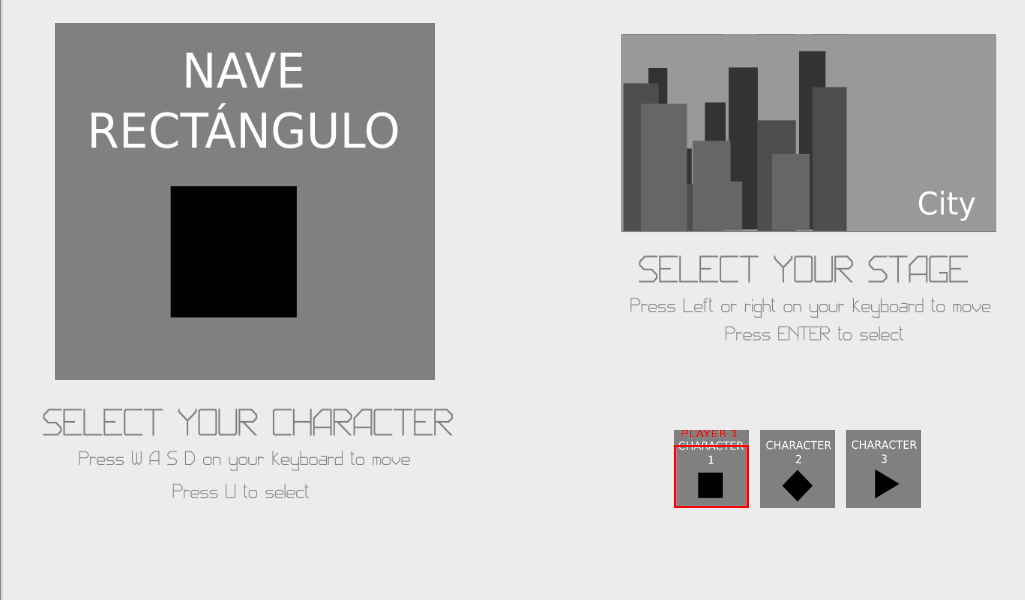 NAVE
RECTÁNGULO
SELECT YOUR CHARACTER
Press W A S D on your Keyboard to move
Press U to select
City
SELECT YOUR STAGE
Press Left or right on your Keyboard to move
Press ENTER to select
PLAYER 1
CHARACTER
1
CHARACTER
2
CHARACTER
3